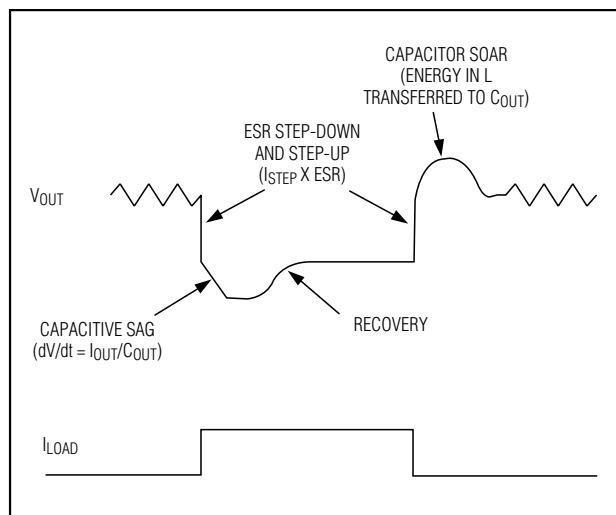 CAPACITOR SOAR
(ENERGY IN L
TRANSFERRED TO COUT)
ESR STEP-DOWN
AND STEP-UP
(ISTEP X ESR)
VOUT
CAPACITIVE SAG
(dV/dt = IOUT/COUT)
RECOVERY
ILOAD